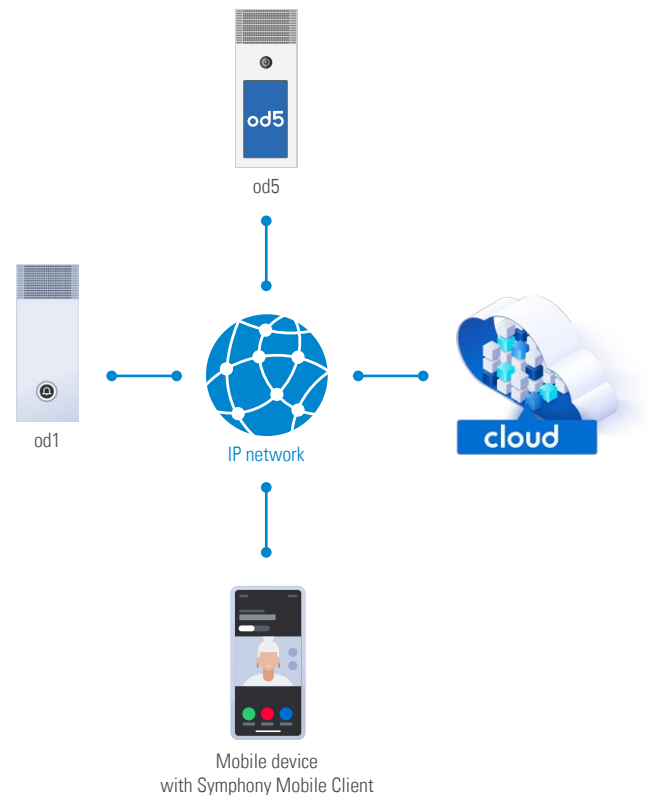 od5
od5
od1
IP network
cloud
Mobile device
with Symphony Mobile Client